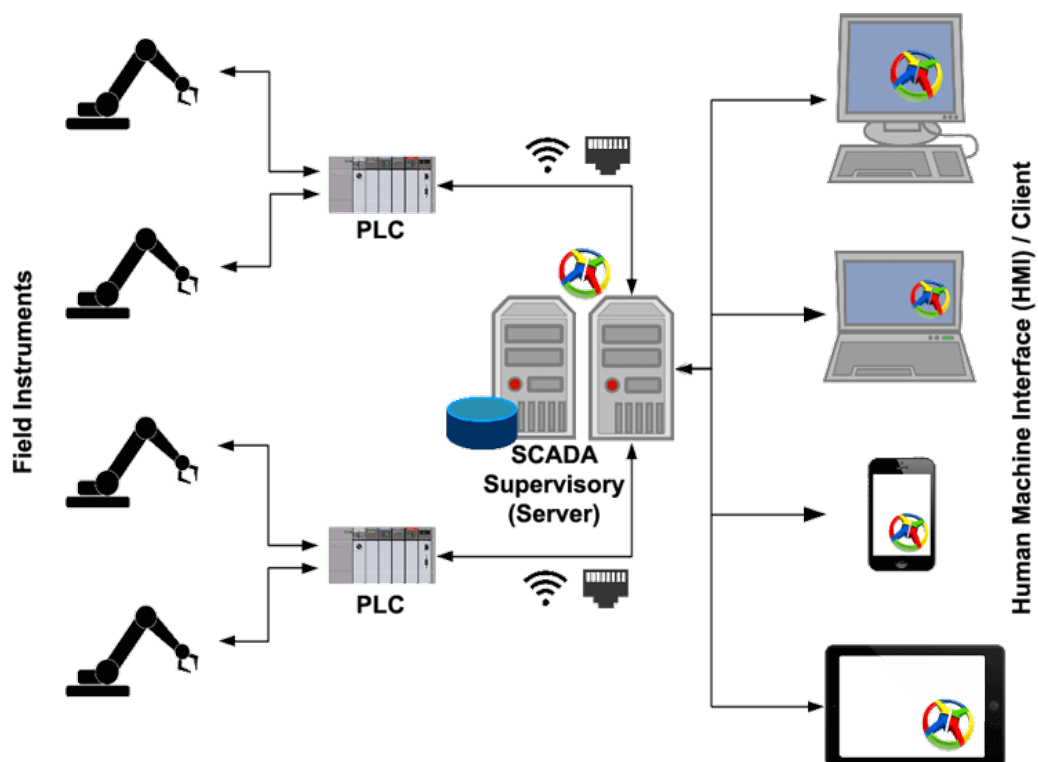 Field Instruments
PLC
SCADA
Supervisory
(Server)
PLC
Human Machine Interface (HMI) / Client